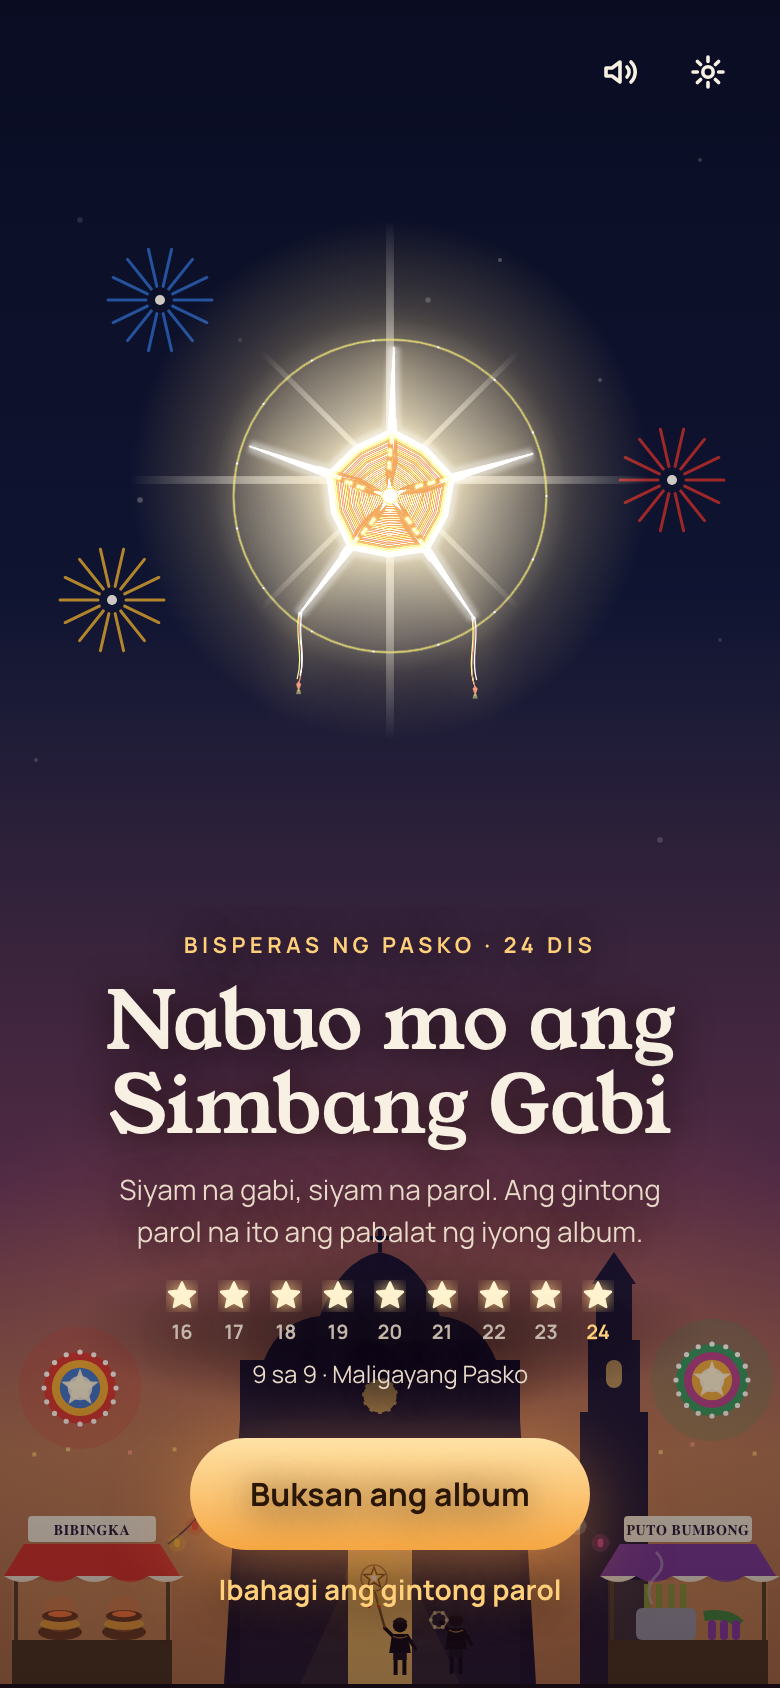 BISPERAS NG PASKO · 24 DIS
Nabuo mo ang
Simbang Gabi
Siyam na gabi, siyam na parol. Ang gintong
parol na ito ang pabalat ng iyong album.
16 17 18 19 20 21 22 23 24
9 sa 9 · Maligayang Pasko
Buksan ang album
BIBINGKA
PUTO BUMBONG
Ibahagi ang gintong parol